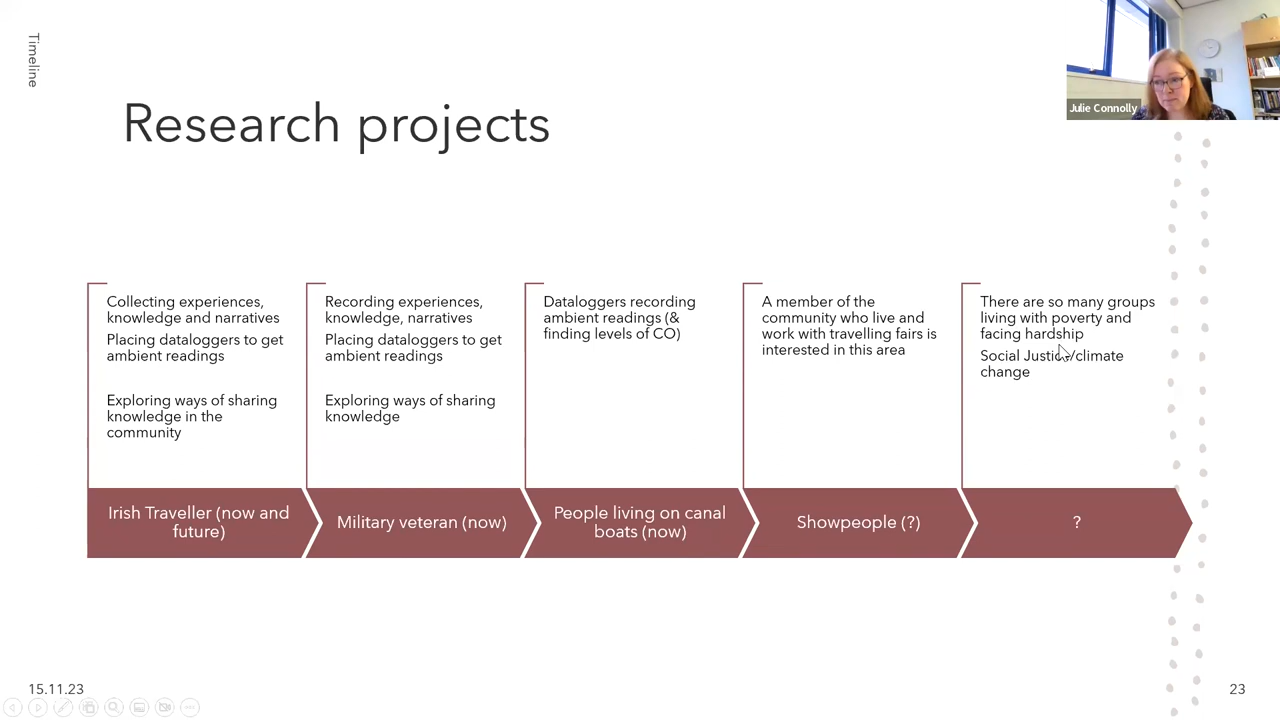 Timeline
Research projects
Julie Connolly
Collecting experiences,
knowledge and narratives
Placing dataloggers to get
ambient readings
Exploring ways of sharing
knowledge in the
community
Recording experiences,
knowledge, narratives
Placing dataloggers to get
ambient readings
Exploring ways of sharing
knowledge
Dataloggers recording
ambient readings (&
finding levels of CO)
A member of the
community who live and
work with travelling fairs is
interested in this area
There are so many groups
living with poverty and
facing hardship
Social Justice/climate
change
Irish Traveller (now and
future)
Military veteran (now)
People living on canal
boats (now)
Showpeople (?)
?
15.11.23
23